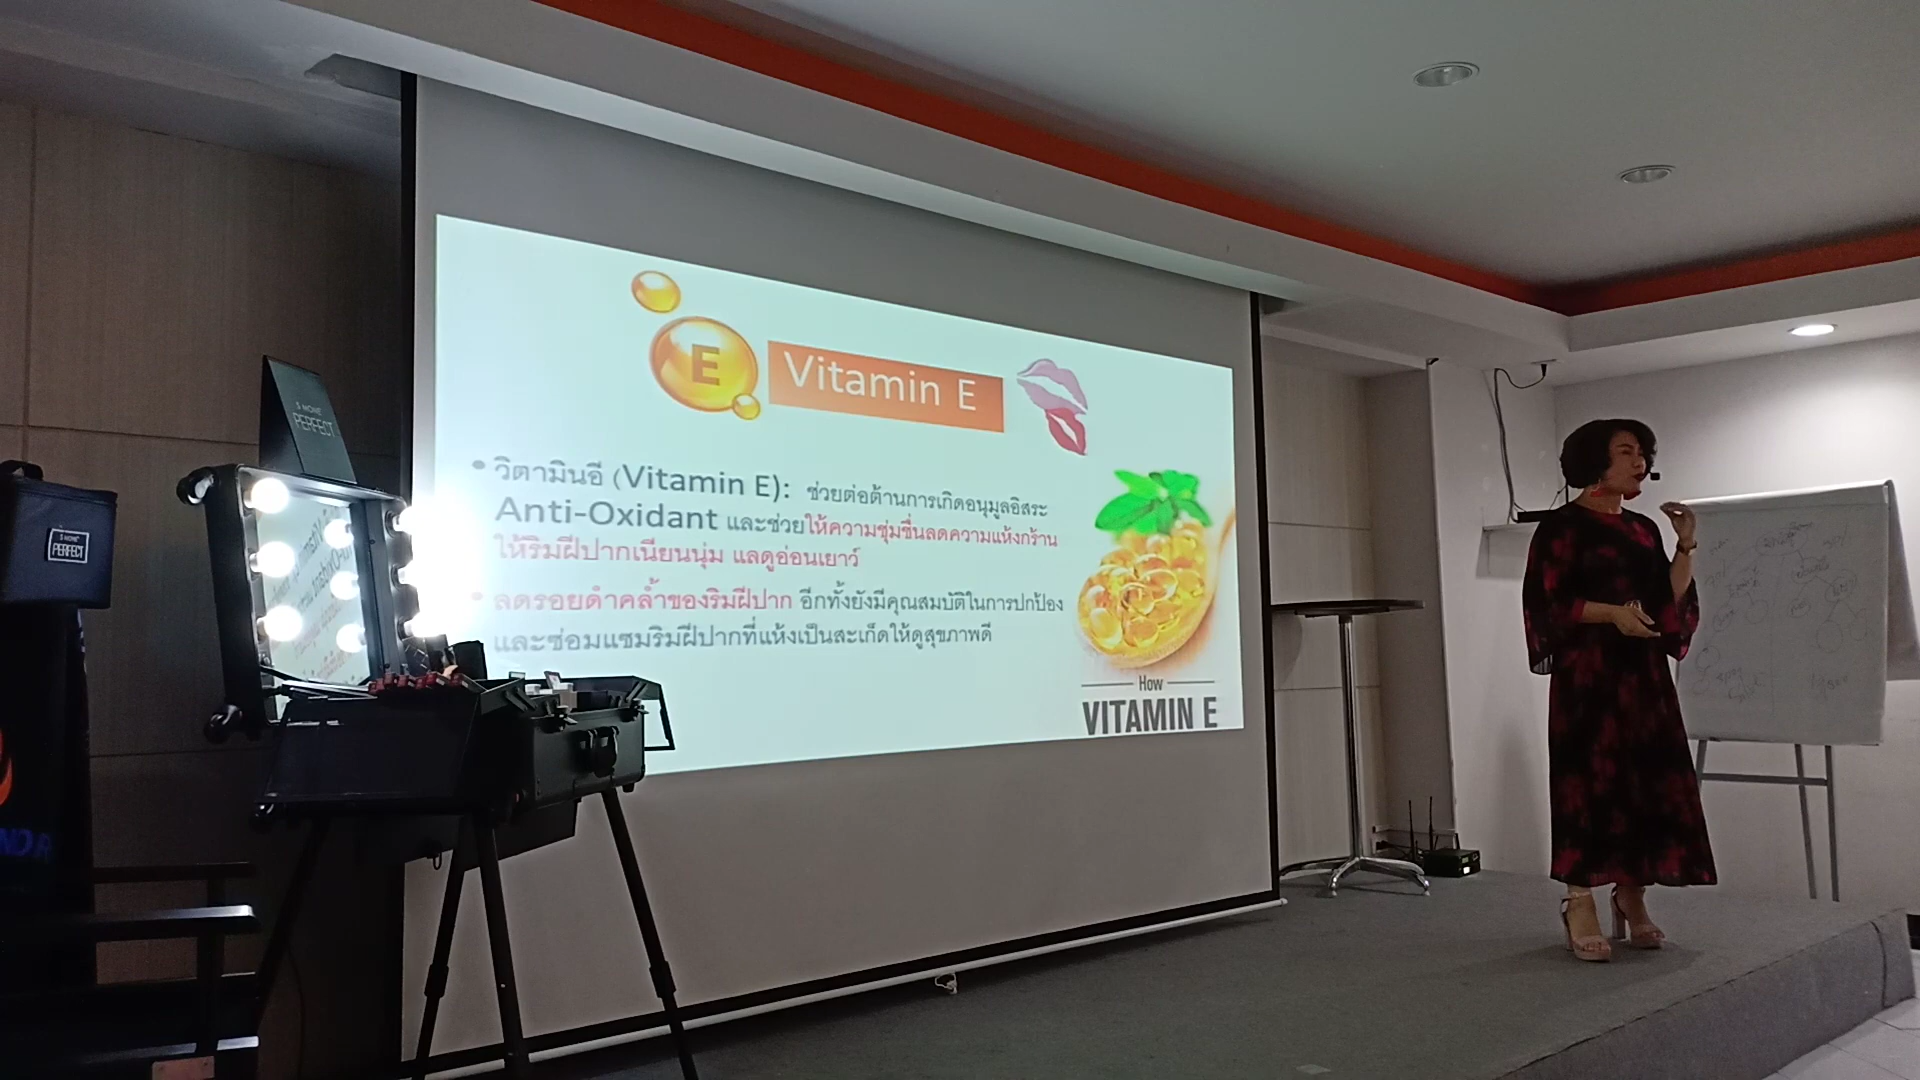 E
Vitamin E
• วิตามินอี (Vitamin E): ช่วยต่อต้านการเกิดอนุมูลอิสระ
Anti-Oxidant และช่วยให้ความชุ่มชื่นลดความแห้งกร้าน
ให้ริมฝีปากเนียนนุ่ม แลดูอ่อนเยาว์
• ลดรอยดำคล้ำของริมฝีปาก อีกทั้งยังมีคุณสมบัติในการปกป้อง
และซ่อมแซมริมฝีปากที่แห้งเป็นสะเก็ดให้ดูสุขภาพดี
How
VITAMIN E
PERFECT
PERFECT